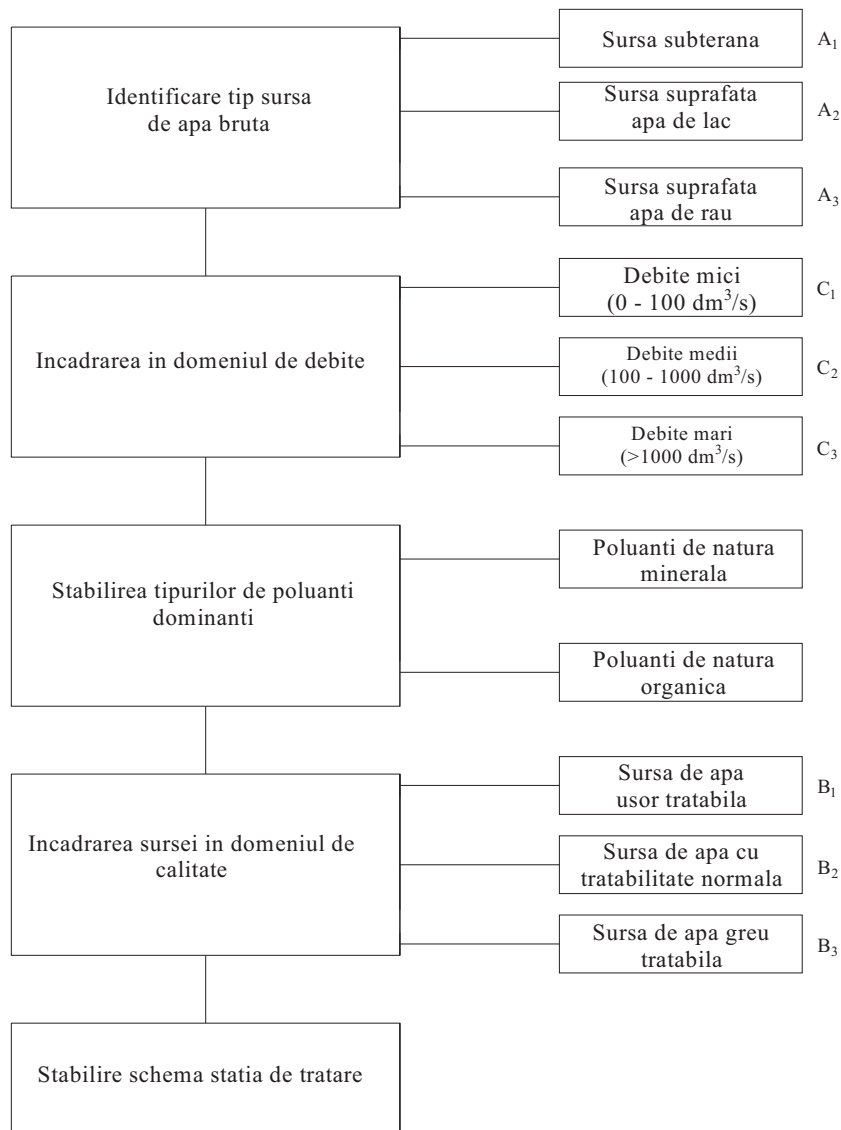 Identificare tip sursa
de apa bruta
Sursa subterana
A₁
Sursa suprafata
apa de lac
A₂
Sursa suprafata
apa de rau
A₃
Incadrarea in domeniul de debite
Debite mici
(0 - 100 dm³/s)
C₁
Debite medii
(100 - 1000 dm³/s)
C₂
Debite mari
(>1000 dm³/s)
C₃
Stabilirea tipurilor de poluanti
dominanti
Poluanti de natura
minerala
Poluanti de natura
organica
Incadrarea sursei in domeniul de
calitate
Sursa de apa
usor tratabila
B₁
Sursa de apa cu
tratabilitate normala
B₂
Sursa de apa greu
tratabila
B₃
Stabilire schema statia de tratare